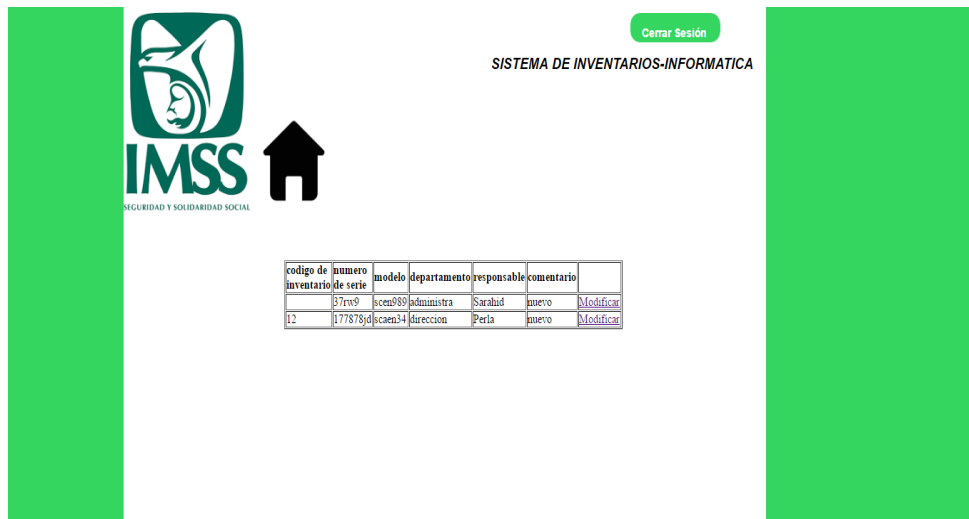 Cerrar Sesión
SISTEMA DE INVENTARIOS-INFORMATICA
IMSS
SEGURIDAD Y SOLIDARIDAD SOCIAL
codigo de inventario numero de serie modelo departamento responsable comentario
37rw9 scen989 administra Sarahid nuevo Modificar
12 177878jd scaen34 direccion Perla nuevo Modificar